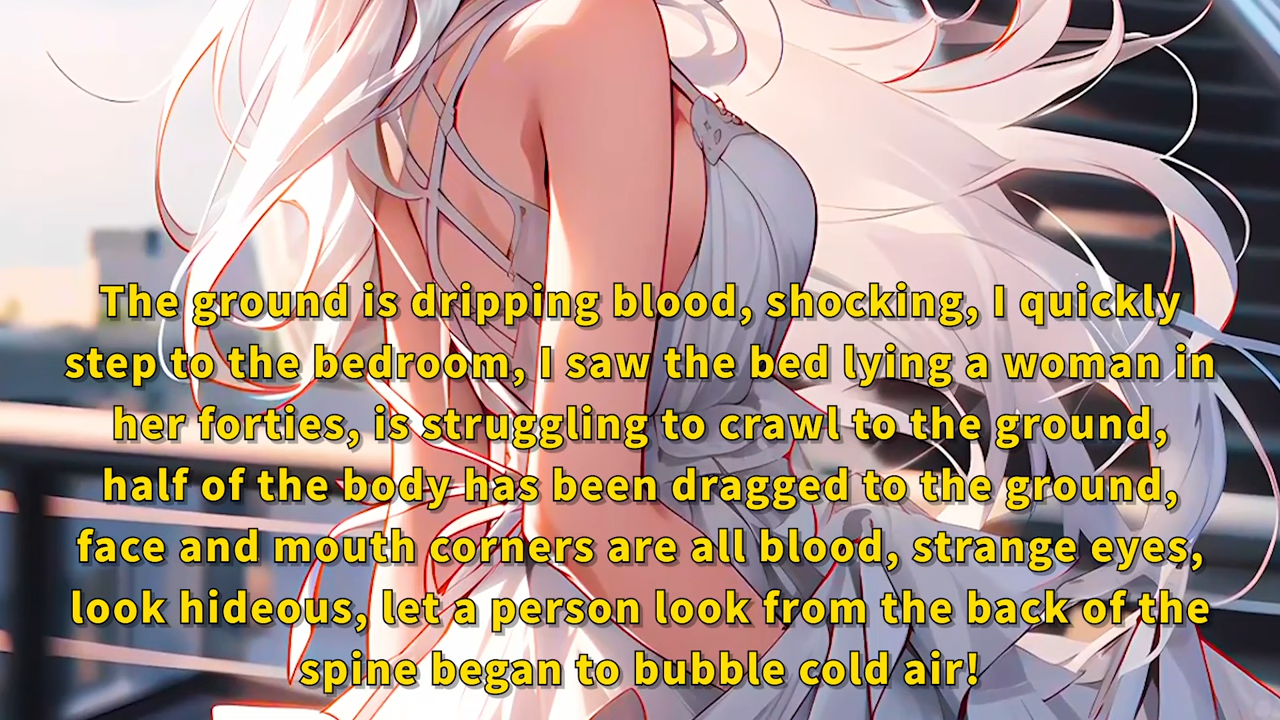 The ground is dripping blood, shocking, I quickly
step to the bedroom, I saw the bed lying a woman in
her forties, is struggling to crawl to the ground,
half of the body has been dragged to the ground,
face and mouth corners are all blood, strange eyes,
look hideous, let a person look from the back of the
spine began to bubble cold air!